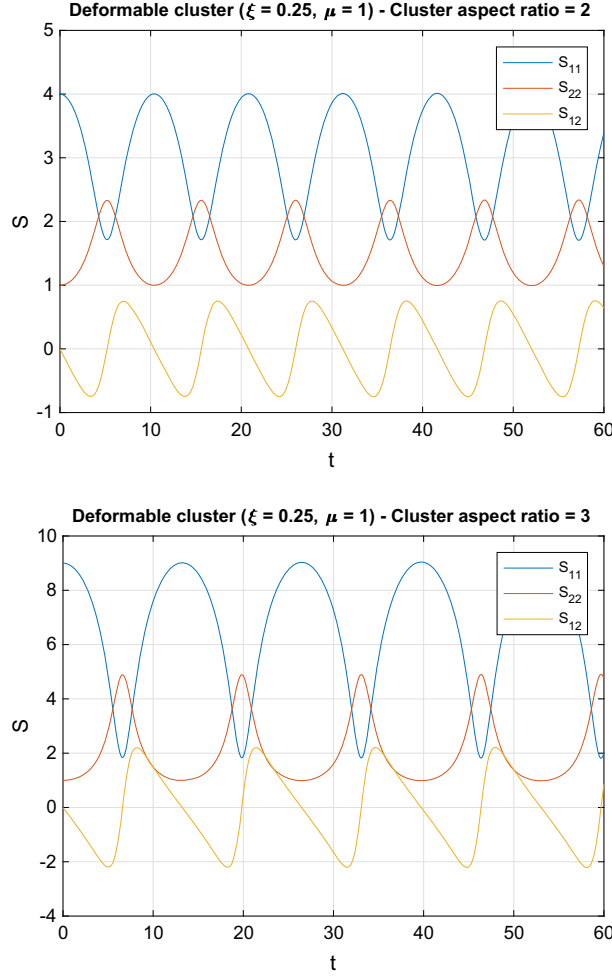 Deformable cluster (ξ = 0.25, μ = 1) - Cluster aspect ratio = 2
5
4
3
2
1
0
-1
S
S11
S22
S12
0 10 20 30 40 50 60
t
Deformable cluster (ξ = 0.25, μ = 1) - Cluster aspect ratio = 3
10
8
6
4
2
0
-2
-4
S
S11
S22
S12
0 10 20 30 40 50 60
t